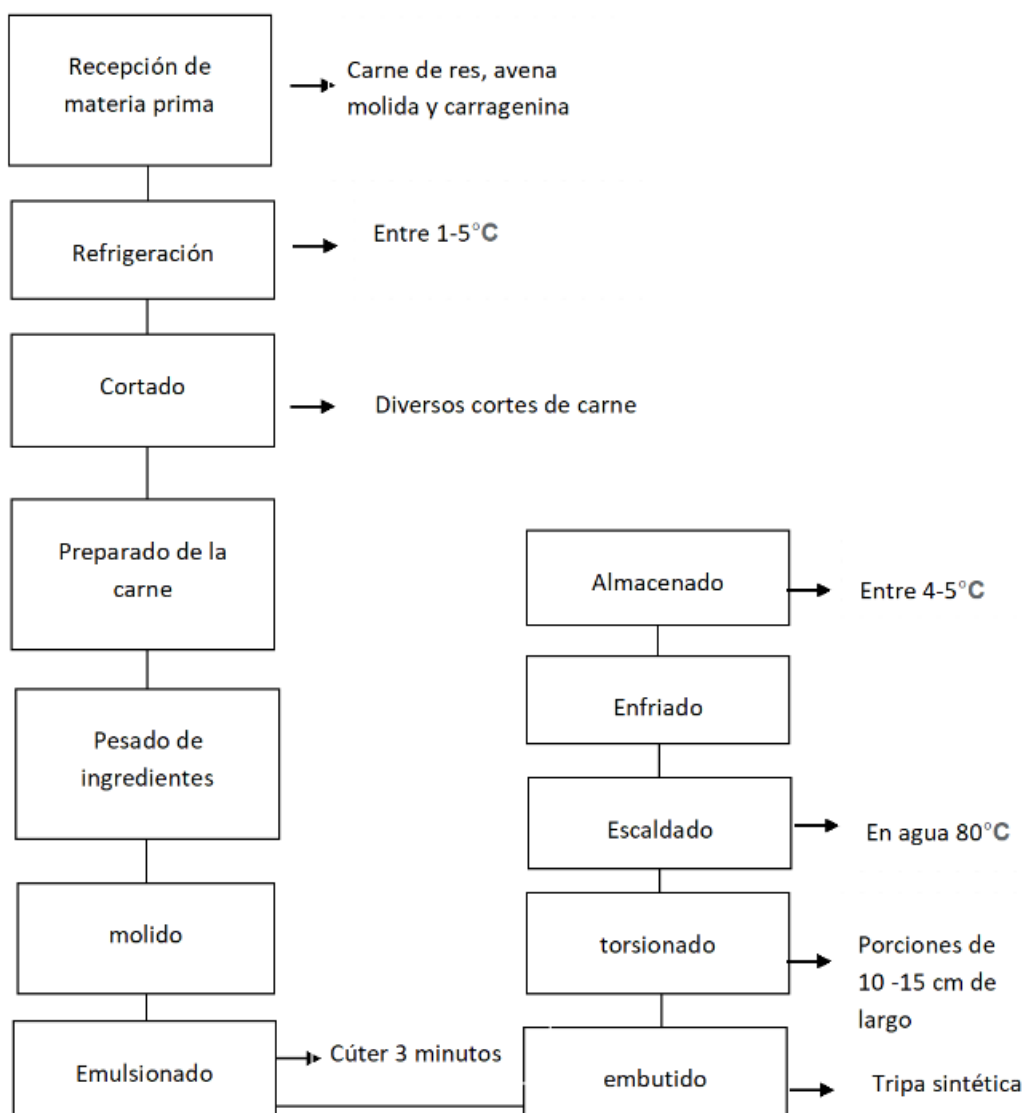 Recepción de
materia prima
Carne de res, avena
molida y carragenina
Refrigeración
Entre 1-5°C
Cortado
Diversos cortes de carne
Preparado de la
carne
Pesado de
ingredientes
molido
Emulsionado
Cúter 3 minutos
embutido
Tripa sintética
torsionado
Porciones de
10 -15 cm de
largo
Escaldado
En agua 80°C
Enfriado
Almacenado
Entre 4-5°C